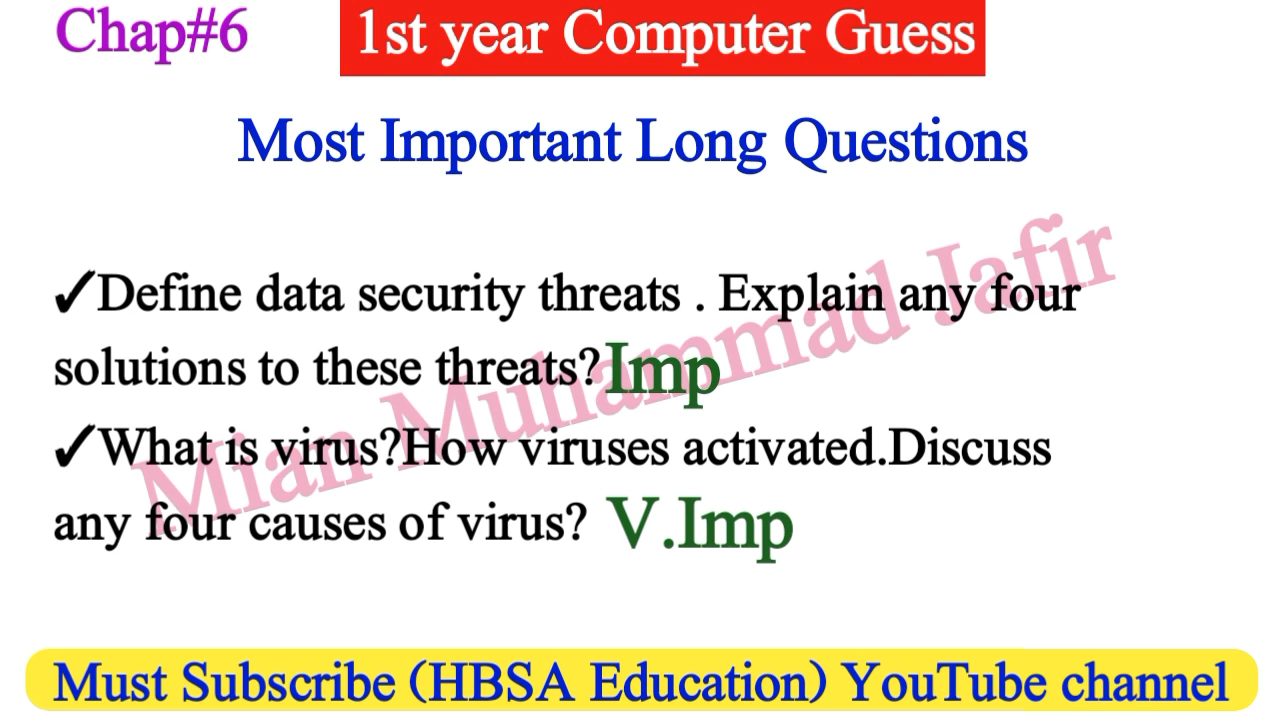 Chap#6
1st year Computer Guess
Most Important Long Questions
✓Define data security threats . Explain any four
solutions to these threats?Imp
✓What is virus?How viruses activated.Discuss
any four causes of virus? V.Imp
Mian Muhammad Jafir
Must Subscribe (HBSA Education) YouTube channel